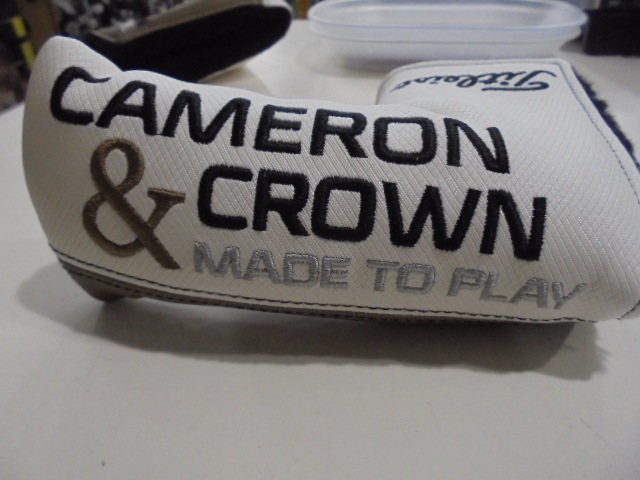 CAMERON
& CROWN
MADE TO PLAY
Titleist